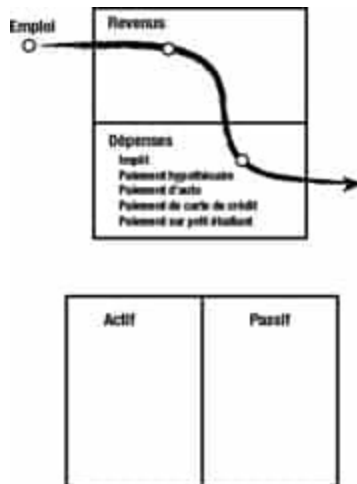 Emploi
Revenus
Dépenses
Impôt
Paiement hypothécaire
Paiement d'auto
Paiement de carte de crédit
Paiement sur prêt étudiant
Actif
Passif